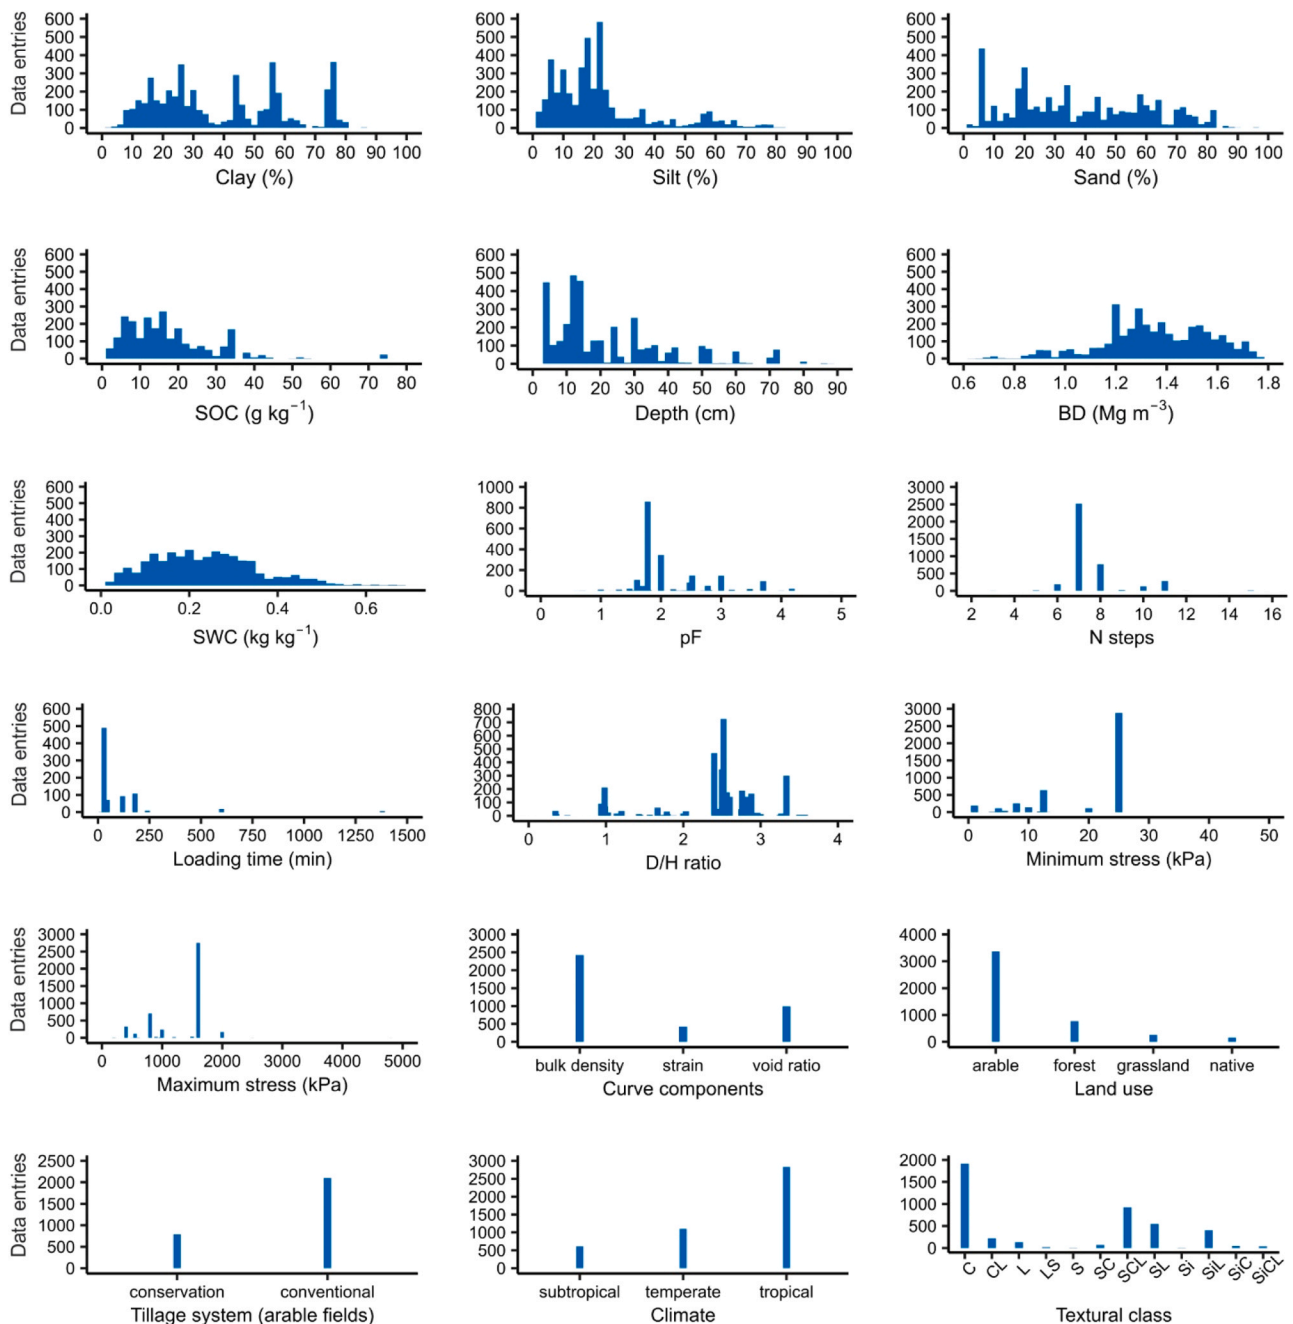 Data entries
600
500
400
300
200
100
0
0 10 20 30 40 50 60 70 80 90 100
Clay (%)
600
500
400
300
200
100
0
0 10 20 30 40 50 60 70 80 90 100
Silt (%)
600
500
400
300
200
100
0
0 10 20 30 40 50 60 70 80 90 100
Sand (%)
Data entries
600
500
400
300
200
100
0
0 10 20 30 40 50 60 70 80
SOC (g kg⁻¹)
600
500
400
300
200
100
0
0 10 20 30 40 50 60 70 80 90
Depth (cm)
600
500
400
300
200
100
0
0.6 0.8 1.0 1.2 1.4 1.6 1.8
BD (Mg m⁻³)
Data entries
600
500
400
300
200
100
0
0.0 0.2 0.4 0.6
SWC (kg kg⁻¹)
1000
800
600
400
200
0
0 1 2 3 4 5
pF
3000
2500
2000
1500
1000
500
0
2 4 6 8 10 12 14 16
N steps
Data entries
600
500
400
300
200
100
0
0 250 500 750 1000 1250 1500
Loading time (min)
800
700
600
500
400
300
200
100
0
0 1 2 3 4
D/H ratio
3000
2500
2000
1500
1000
500
0
0 10 20 30 40 50
Minimum stress (kPa)
Data entries
3000
2500
2000
1500
1000
500
0
0 1000 2000 3000 4000 5000
Maximum stress (kPa)
3000
2500
2000
1500
1000
500
0
bulk density strain void ratio
Curve components
4000
3000
2000
1000
0
arable forest grassland native
Land use
Data entries
2500
2000
1500
1000
500
0
conservation conventional
Tillage system (arable fields)
3000
2500
2000
1500
1000
500
0
subtropical temperate tropical
Climate
2000
1500
1000
500
0
C CL L LS S SC SCL SL Si SiL SiC SiCL
Textural class